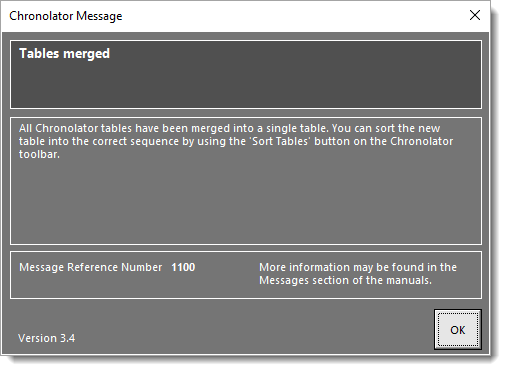 Chronolator Message
Tables merged
All Chronolator tables have been merged into a single table. You can sort the new
table into the correct sequence by using the 'Sort Tables' button on the Chronolator
toolbar.
Message Reference Number 1100
More information may be found in the
Messages section of the manuals.
Version 3.4
OK